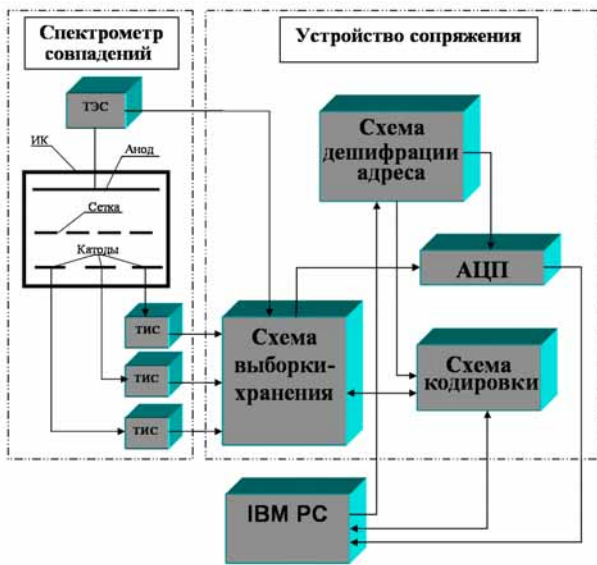 Спектрометр
совпадений
Устройство сопряжения
ТЭС
ИК
Анод
Сетка
Катоды
ТИС
ТИС
ТИС
Схема
дешифрации
адреса
АЦП
Схема
выборки-
хранения
Схема
кодировки
IBM PC